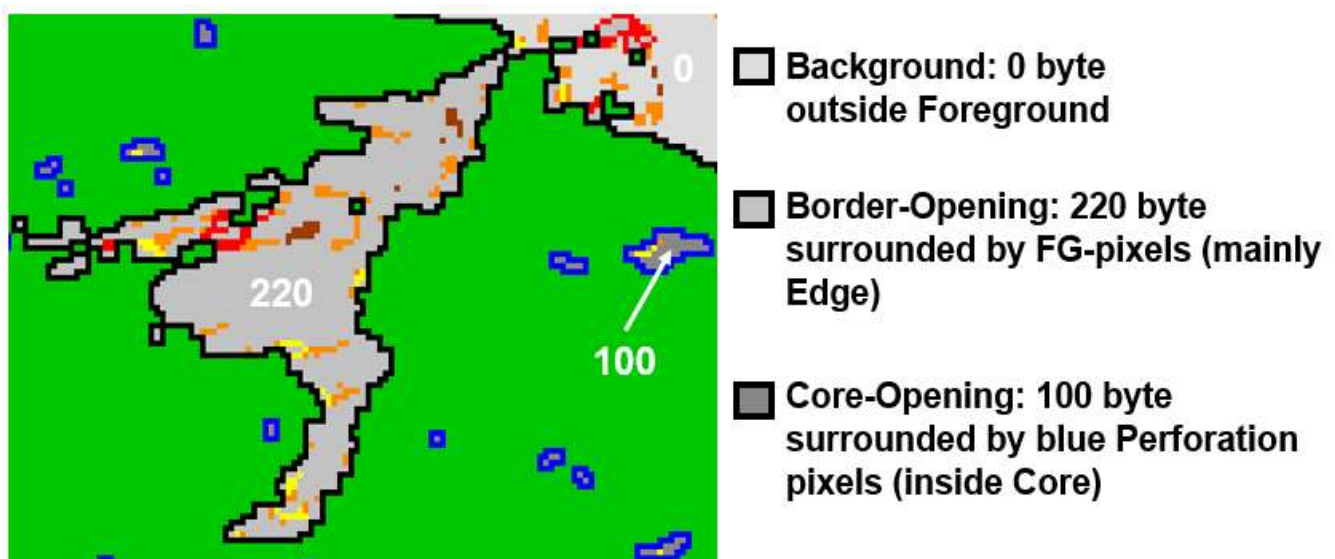 0
220
100
Background: 0 byte
outside Foreground
Border-Opening: 220 byte
surrounded by FG-pixels (mainly
Edge)
Core-Opening: 100 byte
surrounded by blue Perforation
pixels (inside Core)